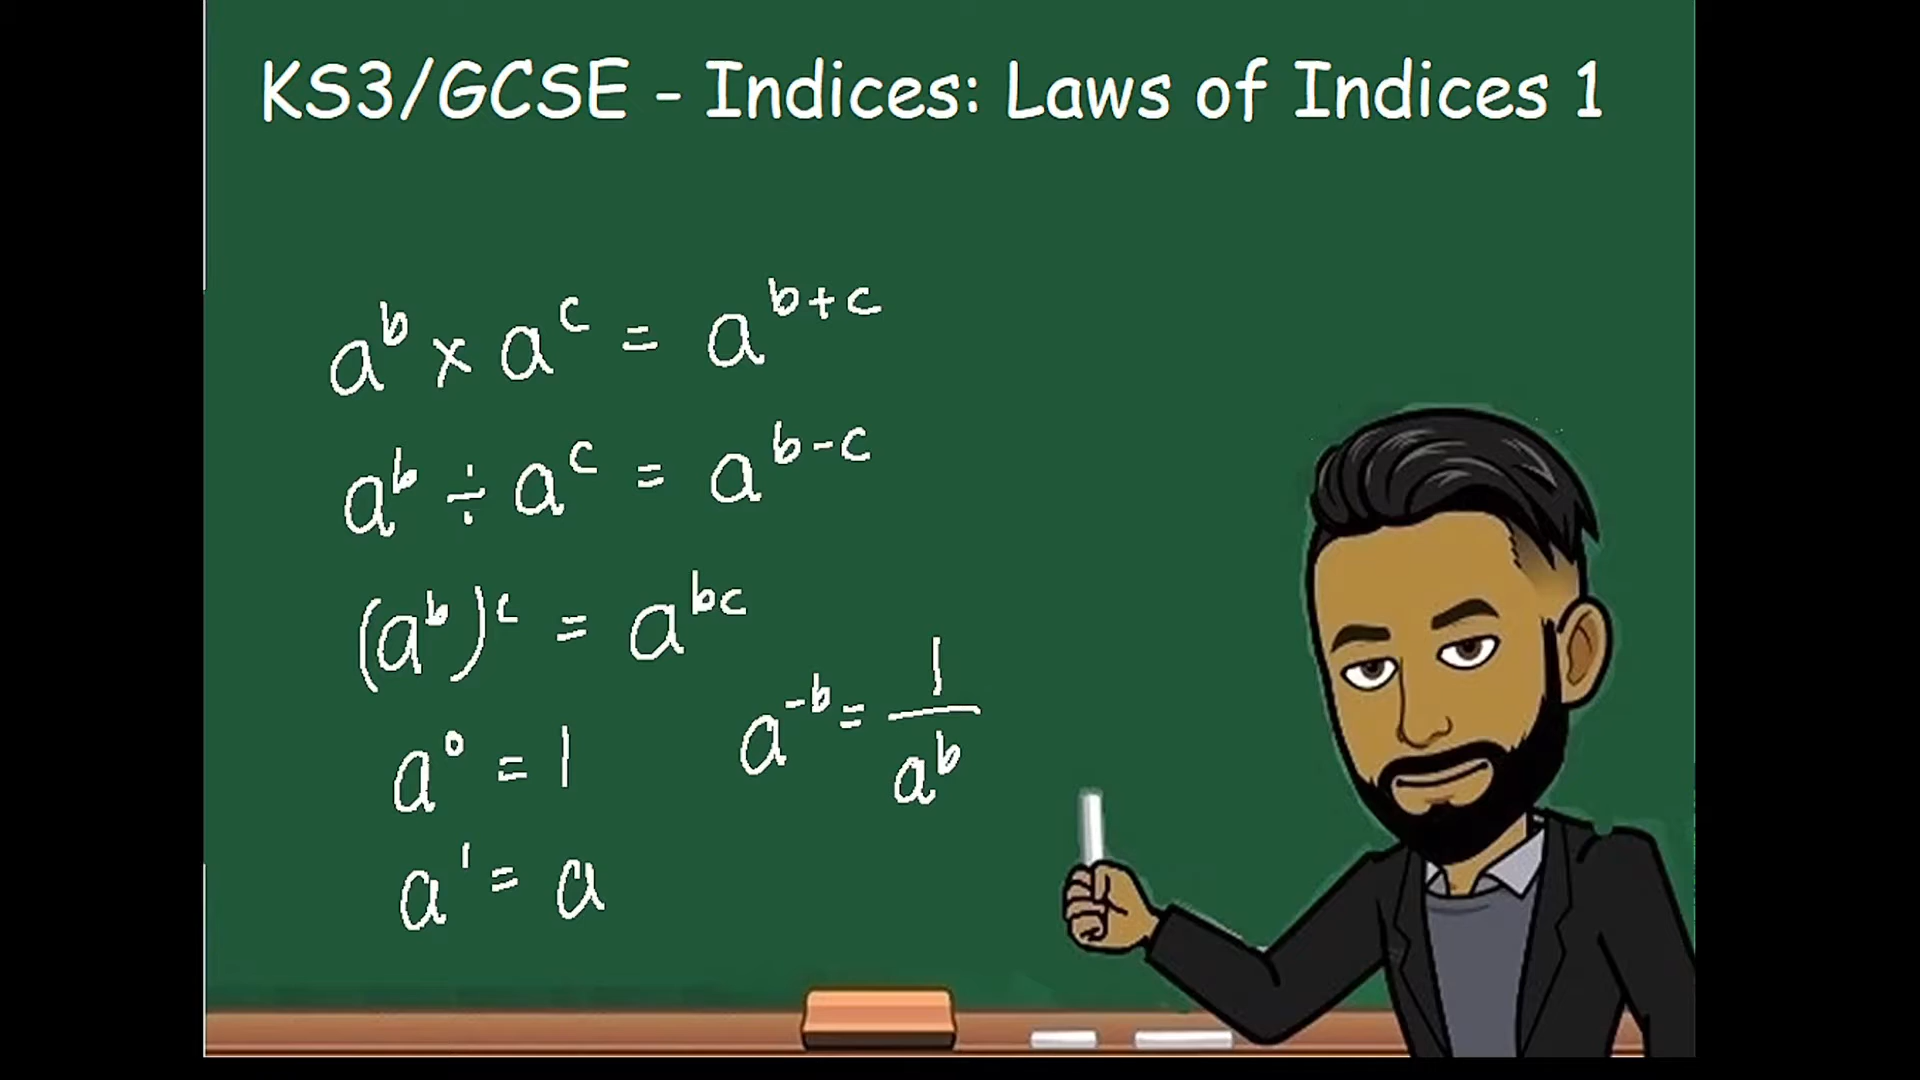 KS3/GCSE - Indices: Laws of Indices 1
a^b × a^c = a^(b+c)
a^b ÷ a^c = a^(b-c)
(a^b)^c = a^(bc)
a^0 = 1
a^(-b) = 1/a^b
a^1 = a